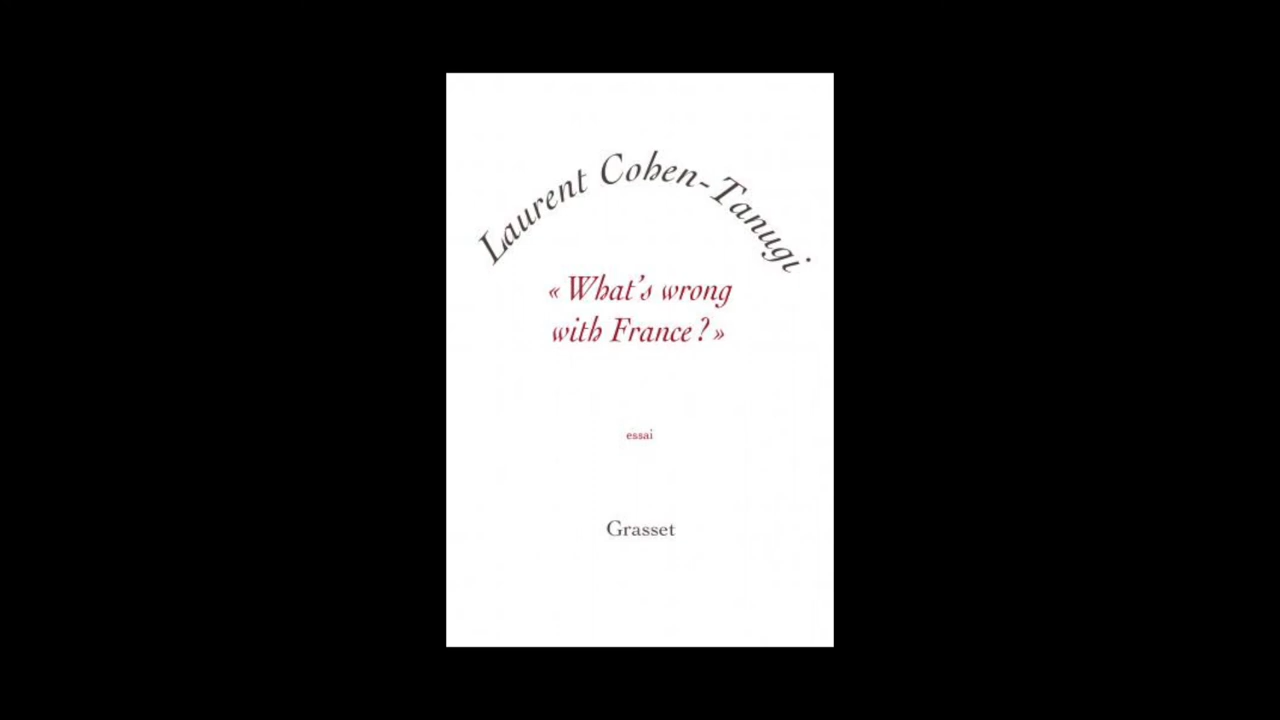 Laurent Cohen-Tanugi
« What's wrong
with France ? »
essai
Grasset